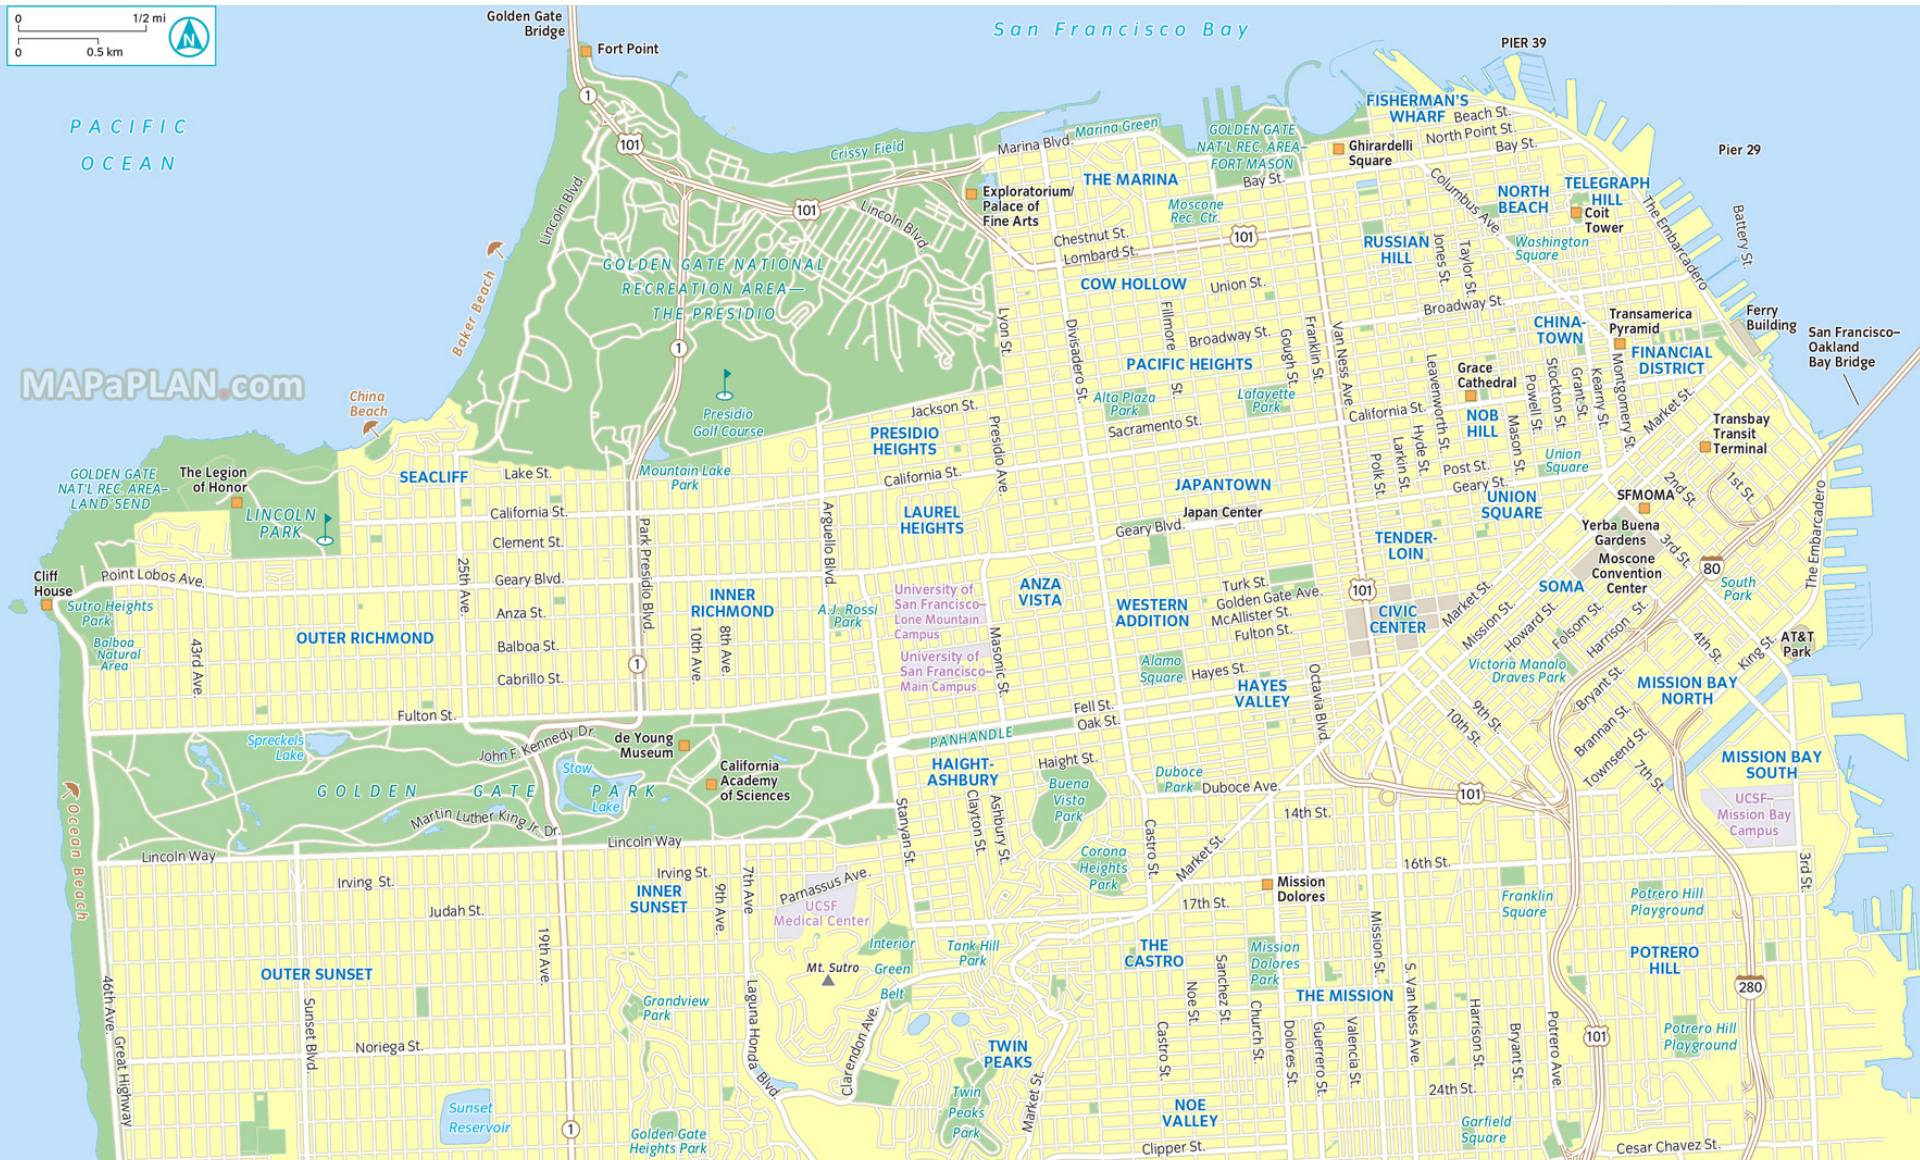 0 1/2 mi
0 0.5 km
N
Golden Gate
Bridge
Fort Point
San Francisco Bay
PACIFIC
OCEAN
PIER 39
Pier 29
FISHERMAN'S
WHARF
Beach St.
North Point St.
Bay St.
Ghirardelli
Square
GOLDEN GATE
NAT'L REC. AREA–
FORT MASON
Bay St.
Marina Green
Marina Blvd.
Crissy Field
1
101
101
101
THE MARINA
Moscone
Rec. Ctr.
Exploratorium/
Palace of
Fine Arts
Chestnut St.
Lombard St.
Columbus Ave.
NORTH
BEACH
TELEGRAPH
HILL
Coit
Tower
The Embarcadero
Battery St.
Washington
Square
RUSSIAN
HILL
Jones St.
Taylor St.
Lincoln Blvd.
Lincoln Blvd.
GOLDEN GATE NATIONAL
RECREATION AREA—
THE PRESIDIO
Baker Beach
COW HOLLOW
Union St.
Broadway St.
Broadway St.
Lyon St.
Divisadero St.
Fillmore
St.
Gough St.
Franklin St.
Van Ness Ave.
PACIFIC HEIGHTS
CHINA-
TOWN
Transamerica
Pyramid
Ferry
Building
San Francisco–
Oakland
Bay Bridge
FINANCIAL
DISTRICT
Grace
Cathedral
NOB
HILL
Leavenworth St.
Powell St.
Stockton St.
Grant St.
Kearny St.
Montgomery St.
Market St.
Mason St.
Hyde St.
Larkin St.
Polk St.
MAPaPLAN.com
1
Presidio
Golf Course
China
Beach
Jackson St.
Alta Plaza
Park
Lafayette
Park
Sacramento St.
California St.
Presidio Ave.
PRESIDIO
HEIGHTS
California St.
Transbay
Transit
Terminal
Union
Square
Post St.
Geary St.
UNION
SQUARE
2nd St.
1st St.
SFMOMA
Yerba Buena
Gardens
3rd St.
Moscone
Convention
Center
The Embarcadero
80
South
Park
GOLDEN GATE
NAT'L REC. AREA–
LAND'S END
The Legion
of Honor
LINCOLN
PARK
SEACLIFF
Lake St.
Mountain Lake
Park
California St.
Clement St.
Geary Blvd.
Park Presidio Blvd.
Arguello Blvd.
LAUREL
HEIGHTS
JAPANTOWN
Japan Center
Geary Blvd.
TENDER-
LOIN
SOMA
Cliff
House
Point Lobos Ave.
Sutro Heights
Park
Balboa
Natural
Area
25th Ave.
43rd Ave.
OUTER RICHMOND
Anza St.
Balboa St.
Cabrillo St.
Fulton St.
INNER
RICHMOND
8th Ave.
10th Ave.
1
A.J. Rossi
Park
University of
San Francisco–
Lone Mountain
Campus
University of
San Francisco–
Main Campus
ANZA
VISTA
Masonic St.
WESTERN
ADDITION
Turk St.
Golden Gate Ave.
McAllister St.
Fulton St.
101
CIVIC
CENTER
Market St.
Mission St.
Howard St.
Folsom St.
Harrison St.
4th St.
King St.
AT&T
Park
Victoria Manalo
Draves Park
Bryant St.
Brannan St.
Townsend St.
7th St.
MISSION BAY
NORTH
MISSION BAY
SOUTH
UCSF–
Mission Bay
Campus
Alamo
Square
Hayes St.
HAYES
VALLEY
Octavia Blvd.
9th St.
10th St.
Fell St.
Oak St.
PANHANDLE
Spreckels
Lake
John F. Kennedy Dr.
de Young
Museum
California
Academy
of Sciences
Stow
Lake
GOLDEN GATE PARK
Martin Luther King Jr. Dr.
Lincoln Way
Lincoln Way
Ocean Beach
HAIGHT-
ASHBURY
Haight St.
Buena
Vista
Park
Duboce
Park
Duboce Ave.
101
14th St.
Stanyan St.
Clayton St.
Ashbury St.
Corona
Heights
Park
Castro St.
Market St.
16th St.
Mission
Dolores
17th St.
Franklin
Square
Potrero Hill
Playground
3rd St.
Irving St.
Irving St.
Judah St.
INNER
SUNSET
7th Ave
9th Ave.
Parnassus Ave.
UCSF
Medical Center
19th Ave.
OUTER SUNSET
46th Ave.
Great Highway
Sunset Blvd.
Noriega St.
Sunset
Reservoir
1
Grandview
Park
Golden Gate
Heights Park
Laguna Honda Blvd.
Mt. Sutro
Interior
Green
Belt
Clarendon Ave.
Tank Hill
Park
TWIN
PEAKS
Twin
Peaks
Park
Market St.
THE
CASTRO
Mission
Dolores
Park
THE MISSION
Noe St.
Castro St.
Sanchez St.
Church St.
Dolores St.
Guerrero St.
Valencia St.
Mission St.
S. Van Ness Ave.
Harrison St.
Bryant St.
Potrero Ave.
POTRERO
HILL
280
101
Potrero Hill
Playground
24th St.
Garfield
Square
NOE
VALLEY
Clipper St.
Cesar Chavez St.